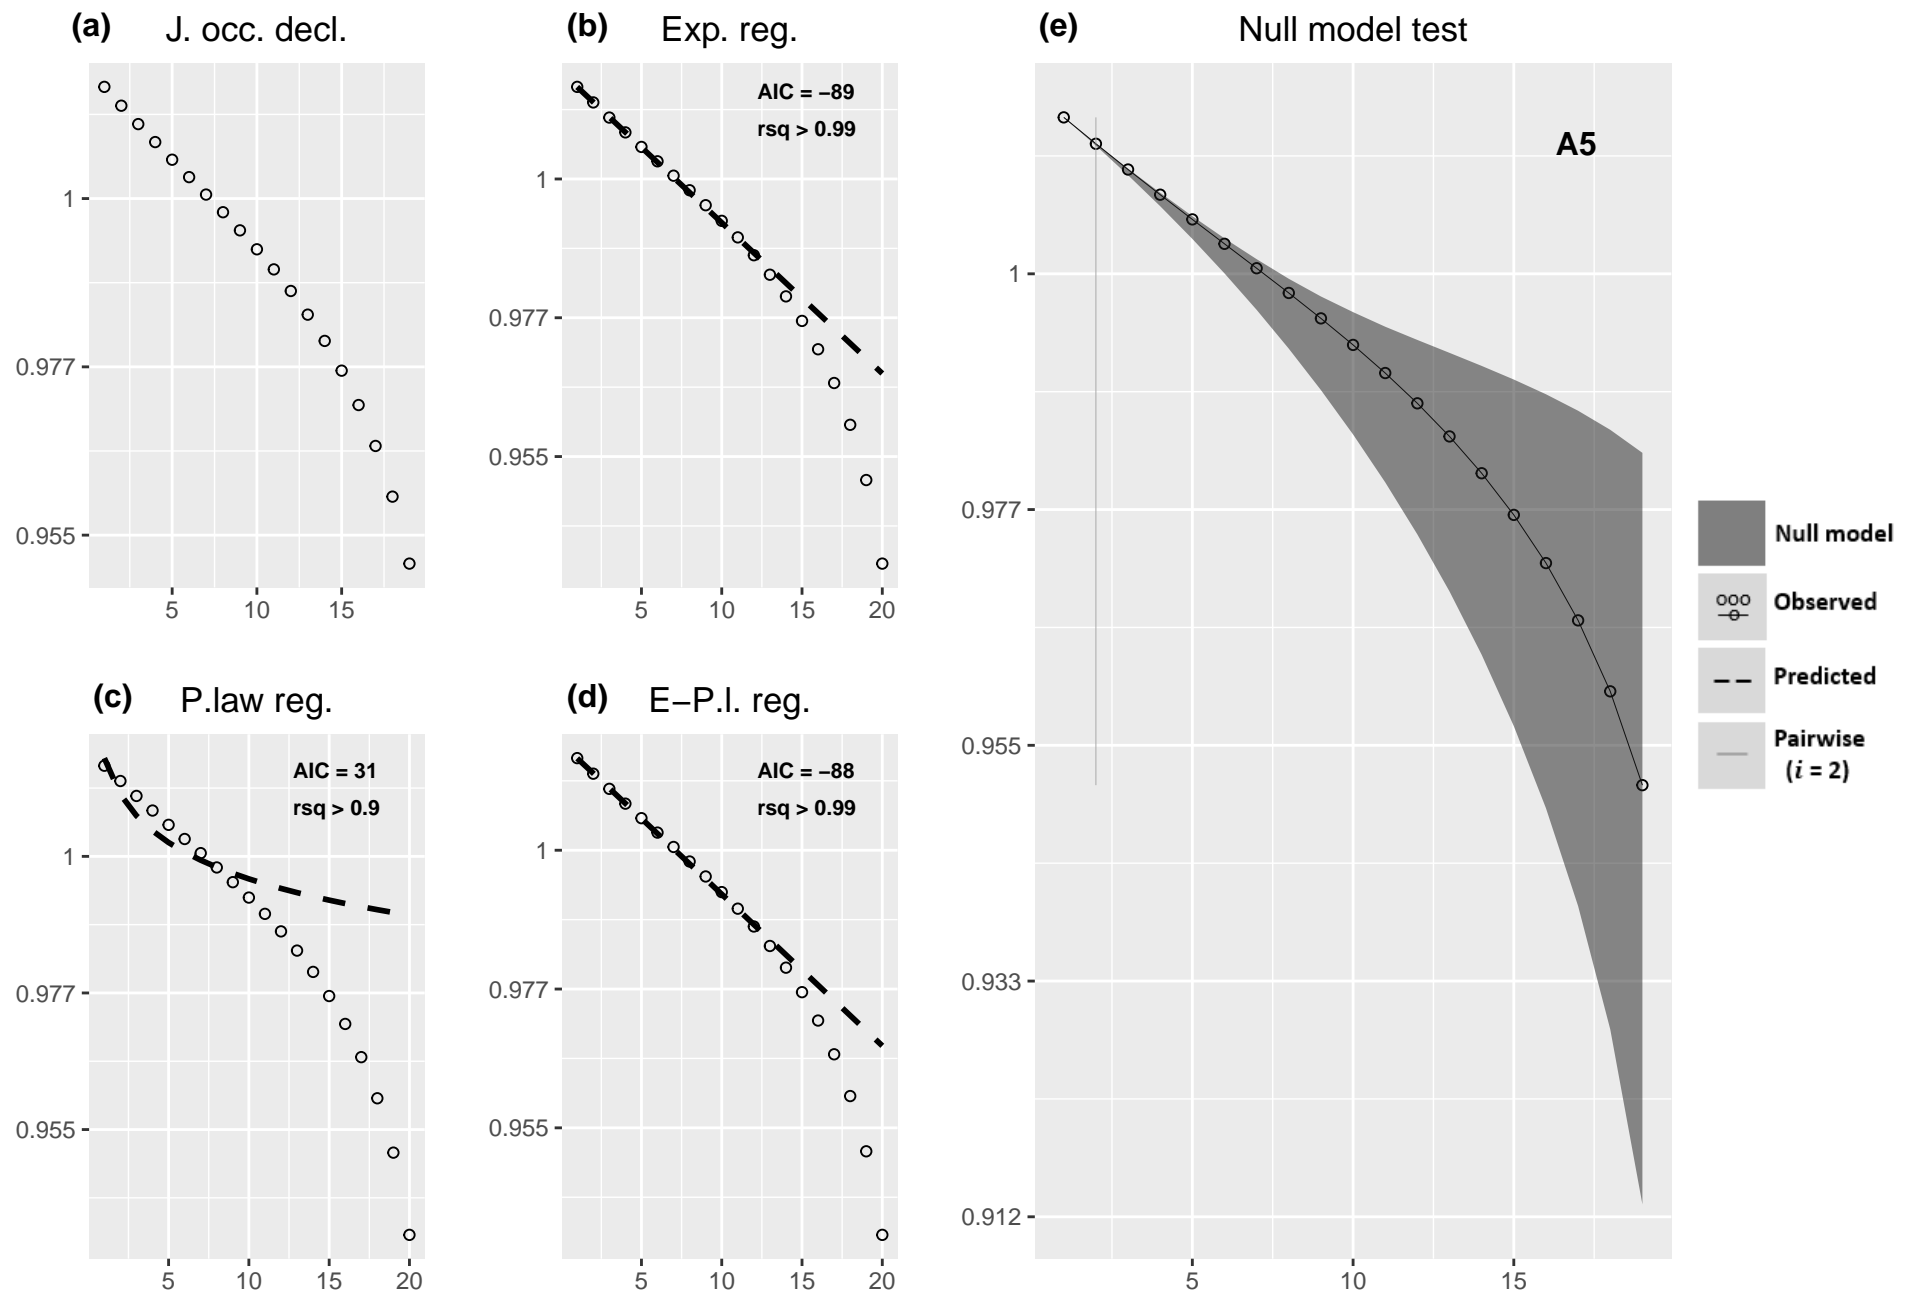 (a) J. occ. decl.
1
0.977
0.955
5 10 15
(b) Exp. reg.
AIC = −89
rsq > 0.99
1
0.977
0.955
5 10 15 20
(c) P.law reg.
AIC = 31
rsq > 0.9
1
0.977
0.955
5 10 15 20
(d) E−P.l. reg.
AIC = −88
rsq > 0.99
1
0.977
0.955
5 10 15 20
(e) Null model test
A5
1
0.977
0.955
0.933
0.912
5 10 15
Null model
Observed
Predicted
Pairwise
(i = 2)